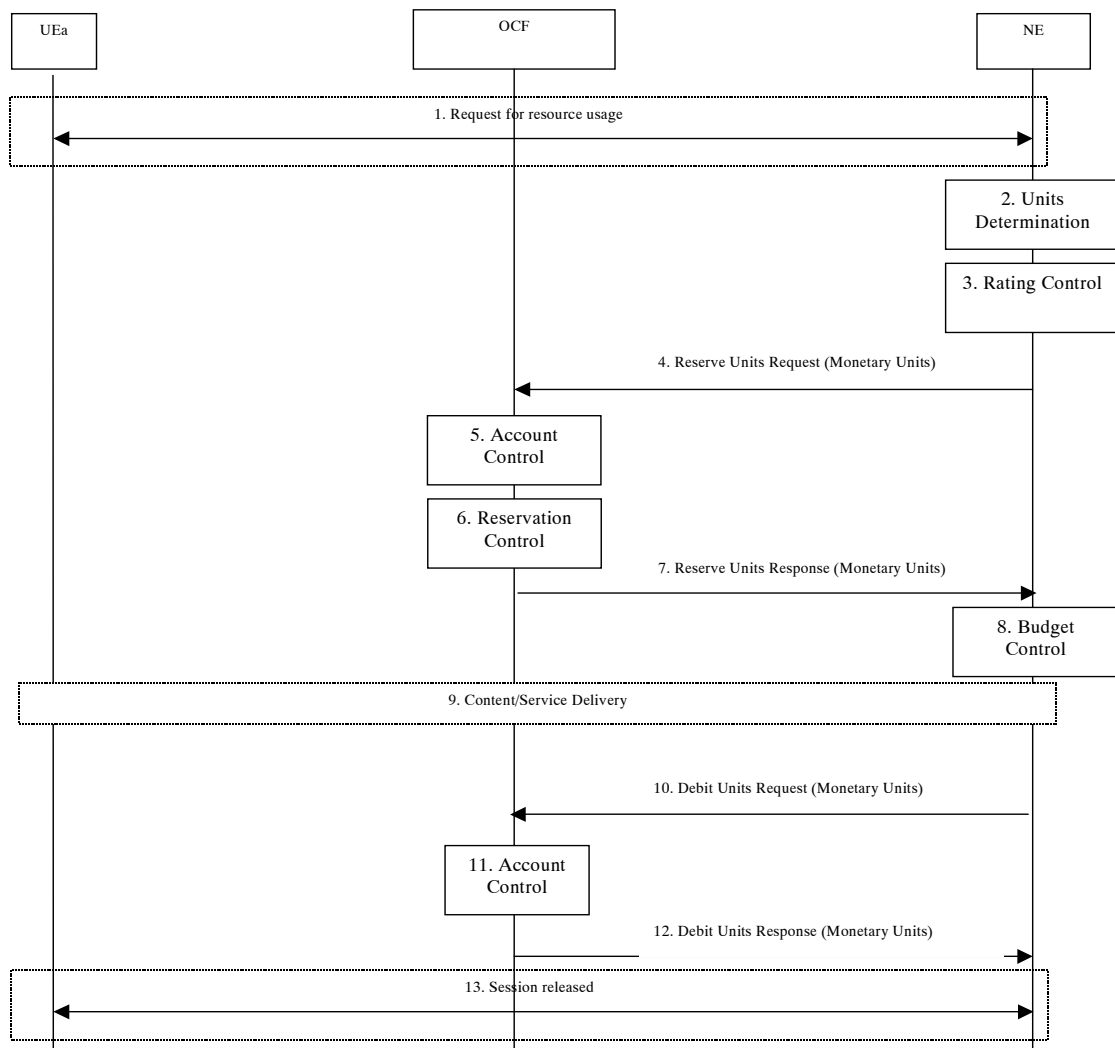 UEa
OCF
NE
1. Request for resource usage
2. Units
Determination
3. Rating Control
4. Reserve Units Request (Monetary Units)
5. Account
Control
6. Reservation
Control
7. Reserve Units Response (Monetary Units)
8. Budget
Control
9. Content/Service Delivery
10. Debit Units Request (Monetary Units)
11. Account
Control
12. Debit Units Response (Monetary Units)
13. Session released